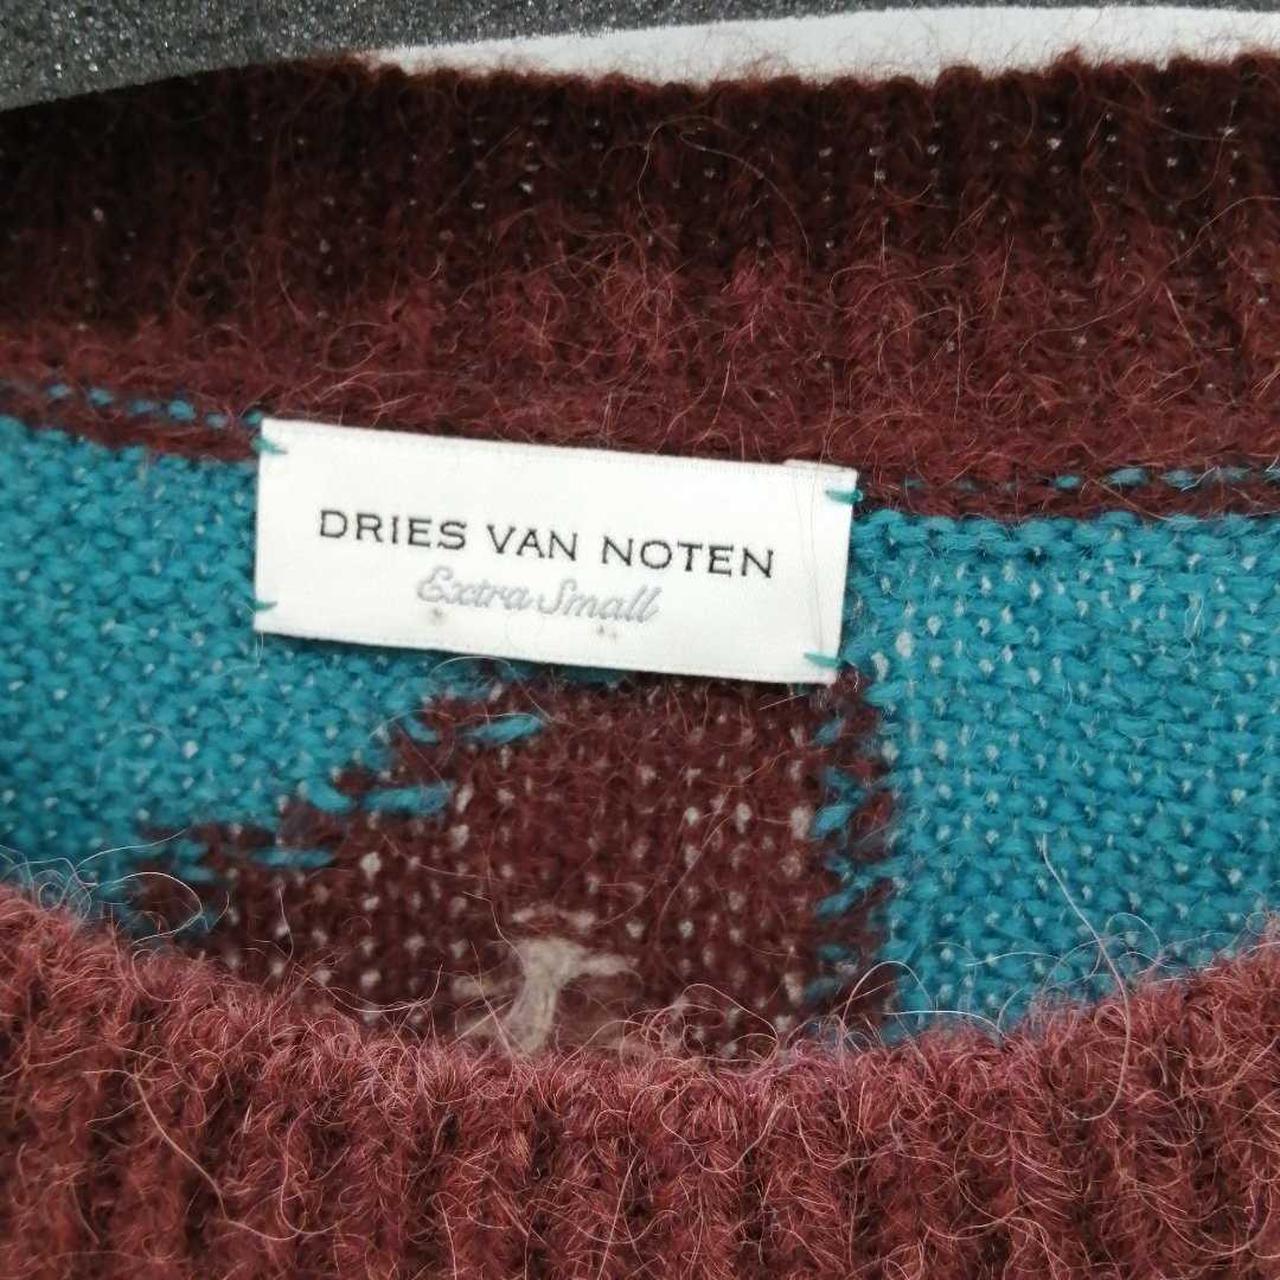 DRIES VAN NOTEN
Extra Small